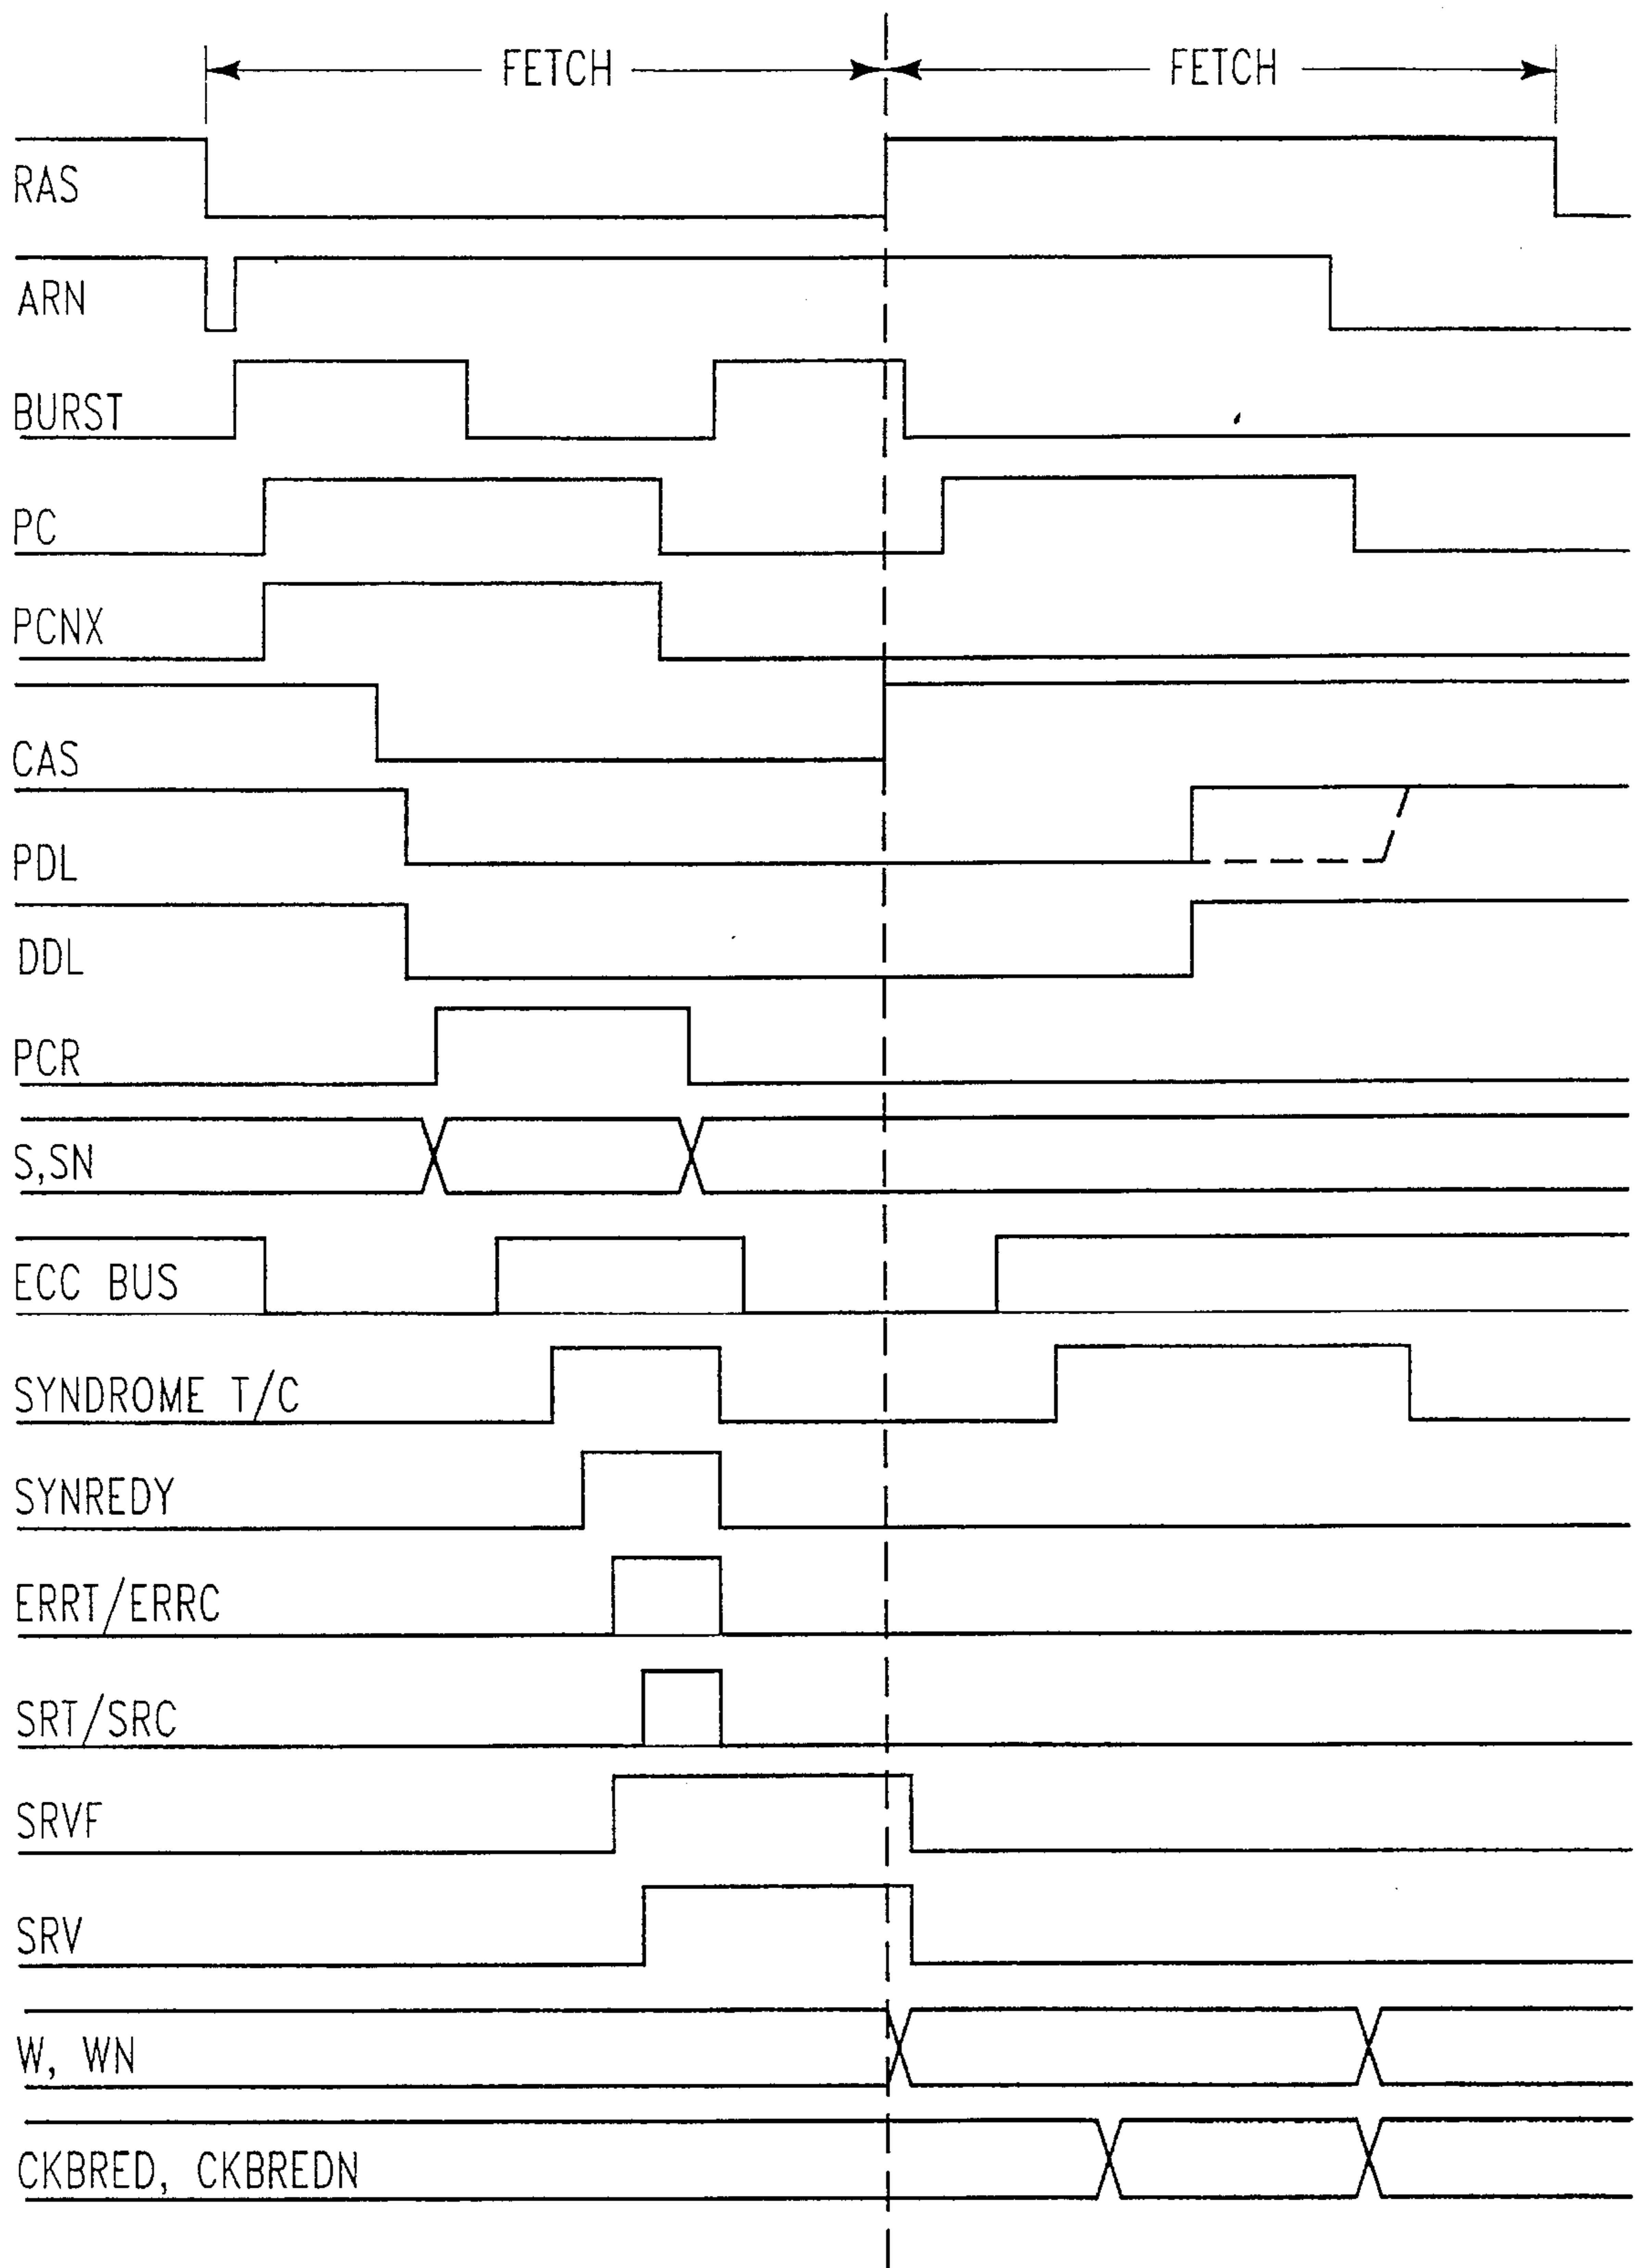 FETCH FETCH
RAS
ARN
BURST
PC
PCNX
CAS
PDL
DDL
PCR
S,SN
ECC BUS
SYNDROME T/C
SYNREDY
ERRT/ERRC
SRT/SRC
SRVF
SRV
W, WN
CKBRED, CKBREDN